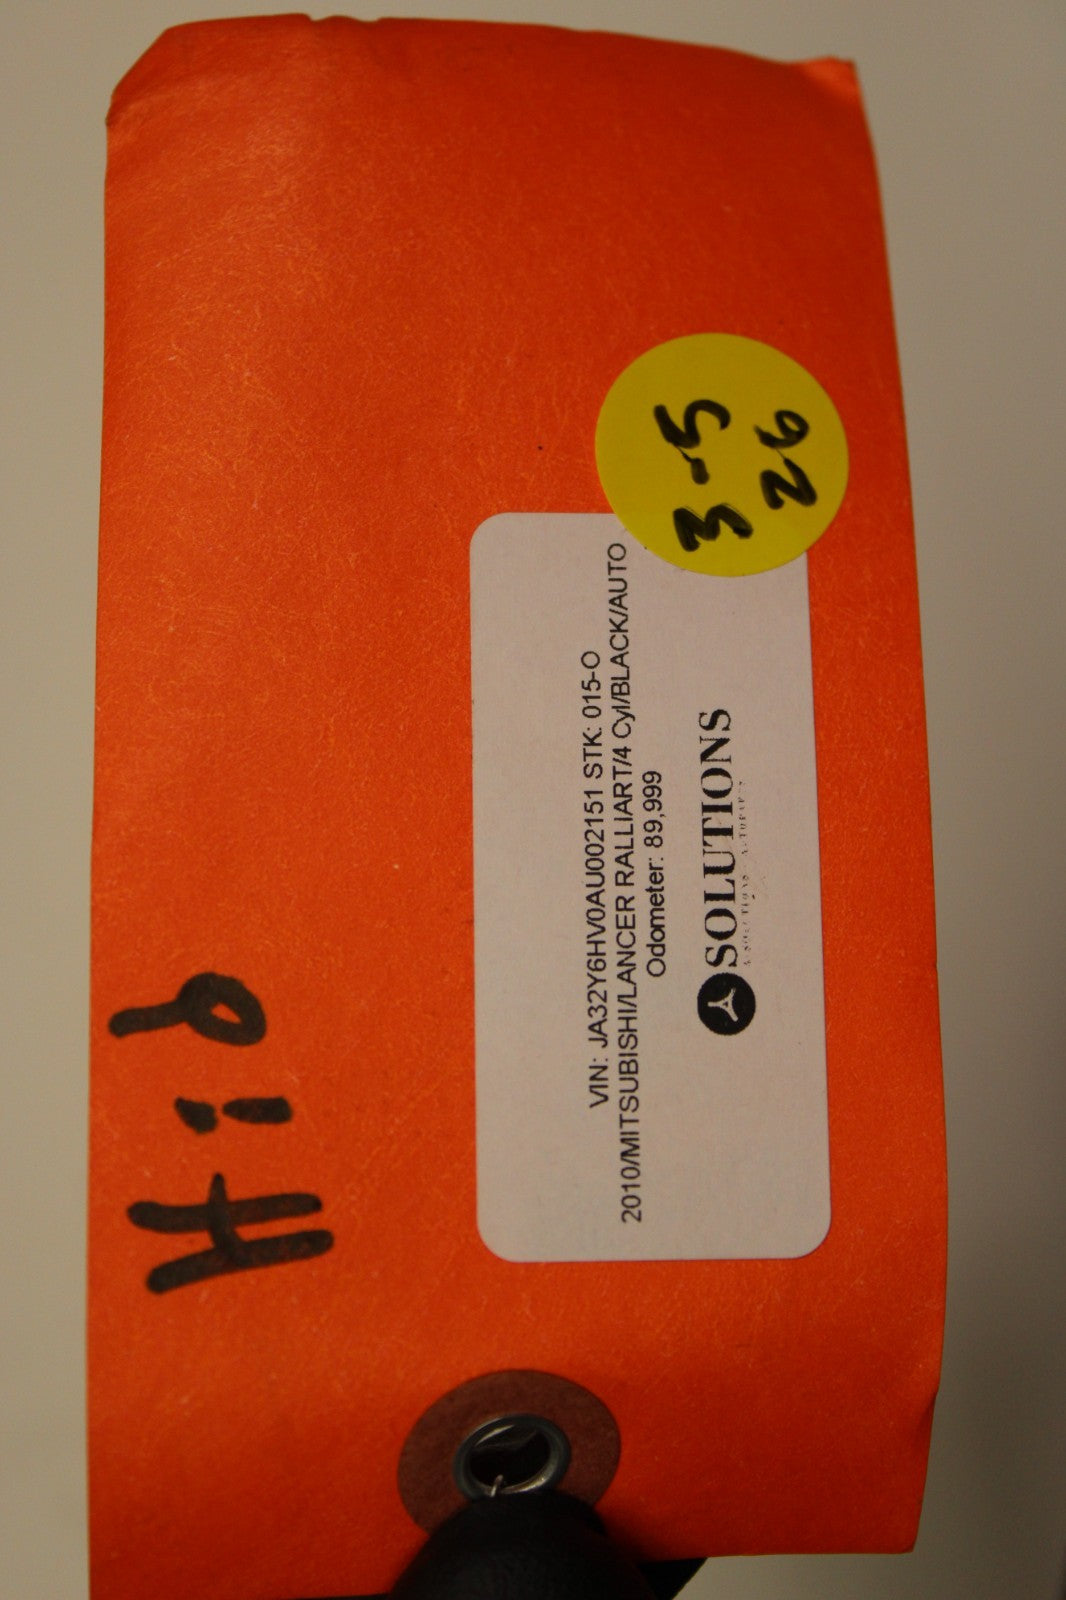 Hip
VIN: JA32Y6HV0AU002151 STK: 015-O
2010/MITSUBISHI/LANCER RALLIART/4 Cyl/BLACK/AUTO
Odometer: 89,999
SOLUTIONS
3-5
26